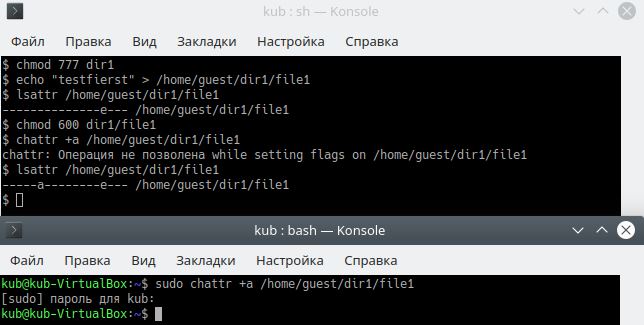 kub : sh — Konsole
Файл Правка Вид Закладки Настройка Справка
$ chmod 777 dir1
$ echo "testfierst" > /home/guest/dir1/file1
$ lsattr /home/guest/dir1/file1
--------------e--- /home/guest/dir1/file1
$ chmod 600 dir1/file1
$ chattr +a /home/guest/dir1/file1
chattr: Операция не позволена while setting flags on /home/guest/dir1/file1
$ lsattr /home/guest/dir1/file1
-----a--------e--- /home/guest/dir1/file1
$
kub : bash — Konsole
Файл Правка Вид Закладки Настройка Справка
kub@kub-VirtualBox:~$ sudo chattr +a /home/guest/dir1/file1
[sudo] пароль для kub:
kub@kub-VirtualBox:~$